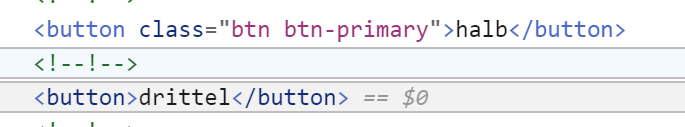 <button class="btn btn-primary">halb</button>
<!--!-->
<button>drittel</button> == $0